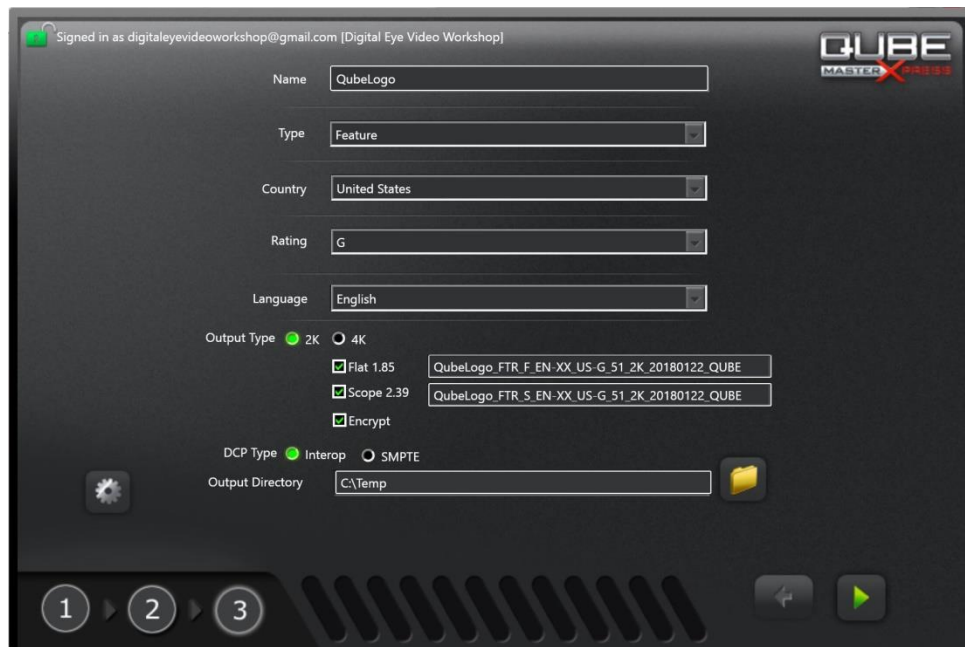 Signed in as digitaleyevideoworkshop@gmail.com [Digital Eye Video Workshop]
QUBE
MASTER XPRESS
Name QubeLogo
Type Feature
Country United States
Rating G
Language English
Output Type 2K 4K
Flat 1.85 QubeLogo_FTR_F_EN-XX_US-G_51_2K_20180122_QUBE
Scope 2.39 QubeLogo_FTR_S_EN-XX_US-G_51_2K_20180122_QUBE
Encrypt
DCP Type Interop SMPTE
Output Directory C:\Temp
1 2 3